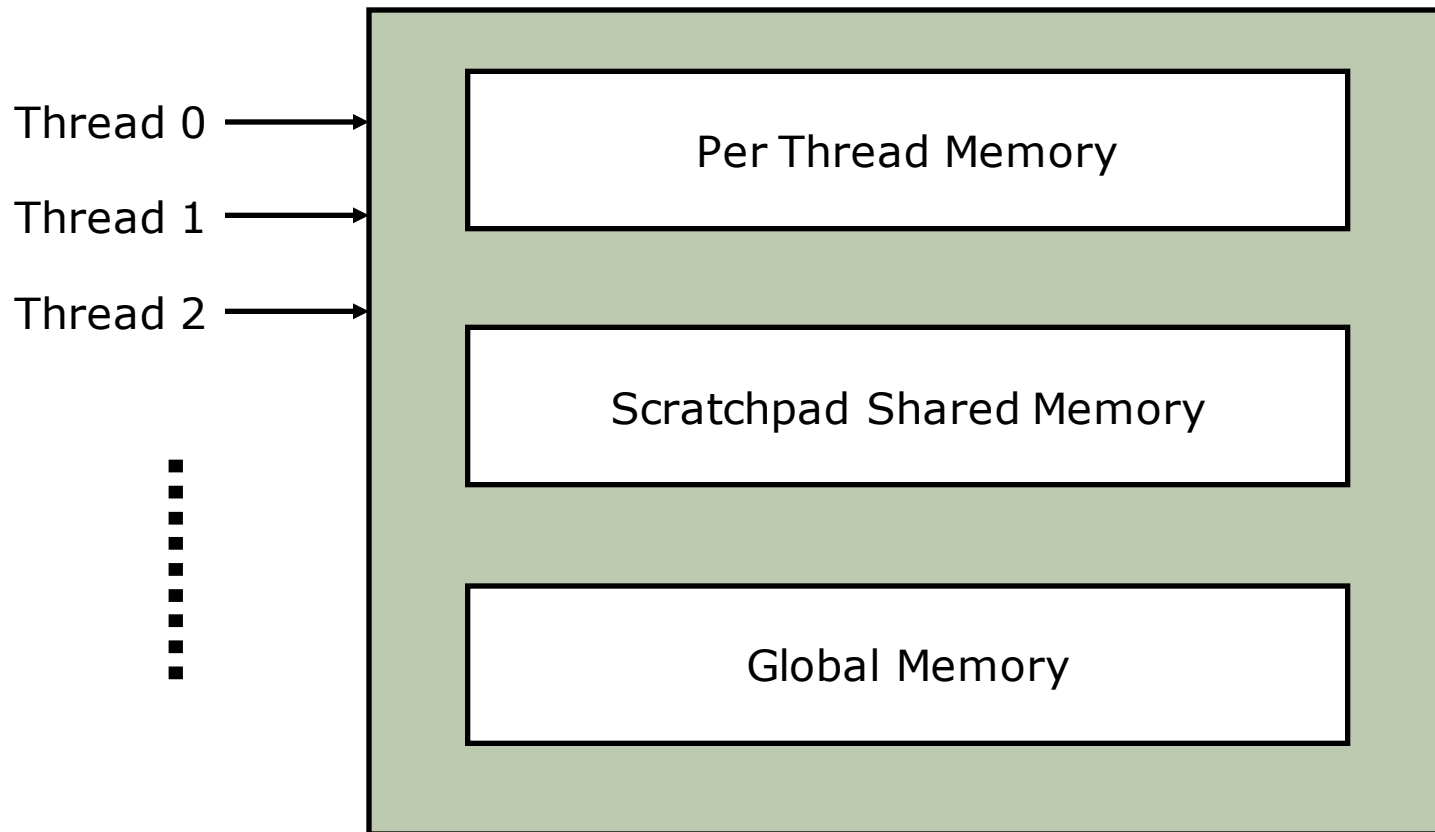 Thread 0
Thread 1
Thread 2
Per Thread Memory
Scratchpad Shared Memory
Global Memory